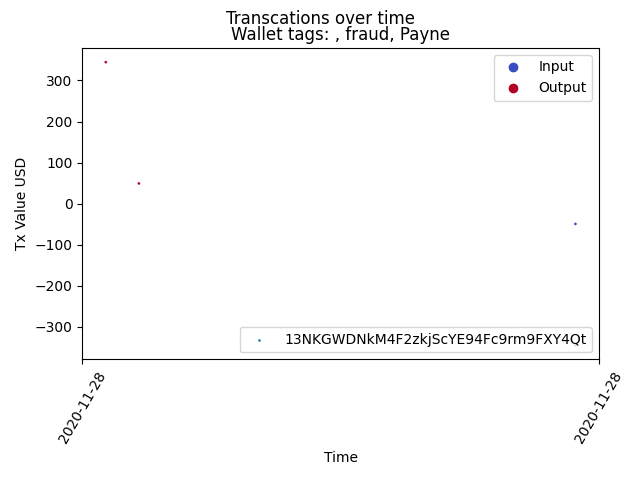 Transcations over time
Wallet tags: , fraud, Payne
Input
Output
300
200
100
0
−100
−200
−300
Tx Value USD
13NKGWDNkM4F2zkjScYE94Fc9rm9FXY4Qt
2020-11-28
2020-11-28
Time